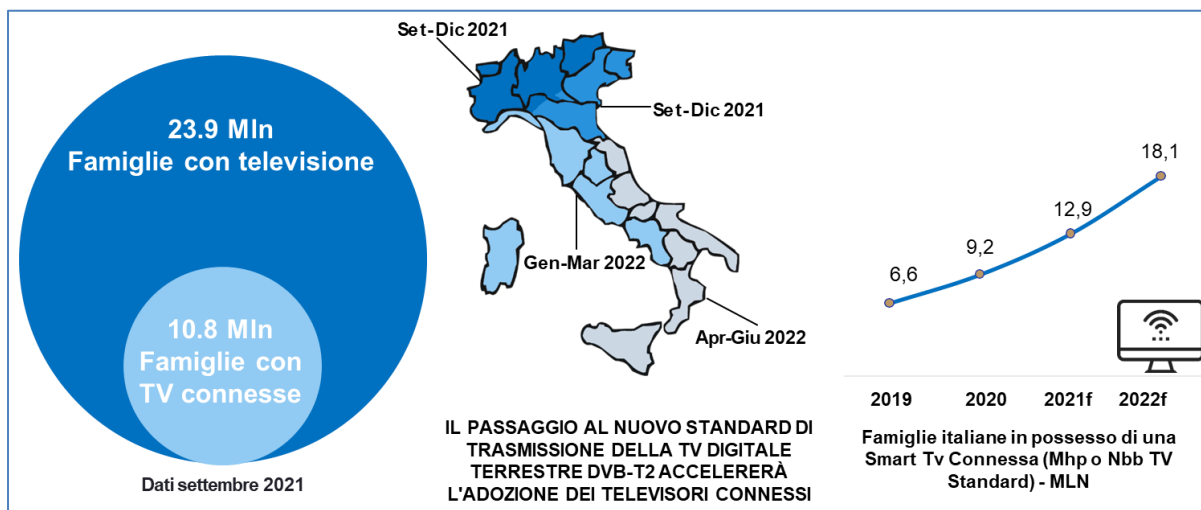 23.9 Mln
Famiglie con televisione
10.8 Mln
Famiglie con
TV connesse
Dati settembre 2021
Set-Dic 2021
Set-Dic 2021
Gen-Mar 2022
Apr-Giu 2022
IL PASSAGGIO AL NUOVO STANDARD DI
TRASMISSIONE DELLA TV DIGITALE
TERRESTRE DVB-T2 ACCELERERÀ
L'ADOZIONE DEI TELEVISORI CONNESSI
6,6
9,2
12,9
18,1
2019
2020
2021f
2022f
Famiglie italiane in possesso di una
Smart Tv Connessa (Mhp o Nbb TV
Standard) - MLN